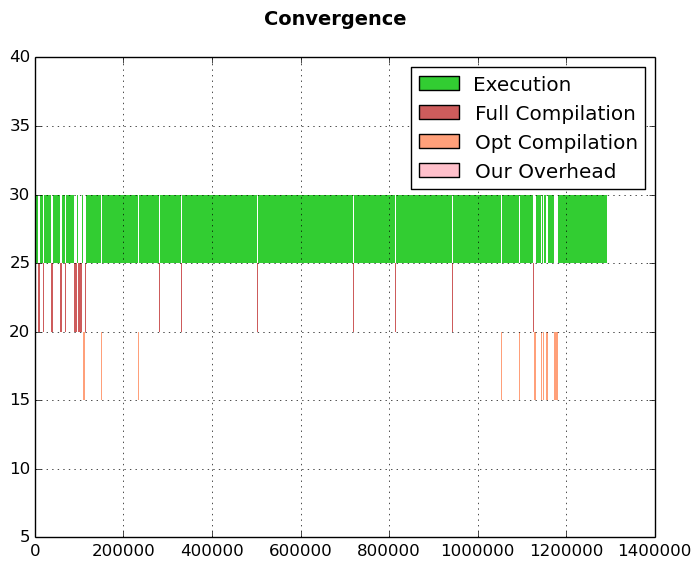 Convergence
40
35
30
25
20
15
10
5
Execution
Full Compilation
Opt Compilation
Our Overhead
0 200000 400000 600000 800000 1000000 1200000 1400000